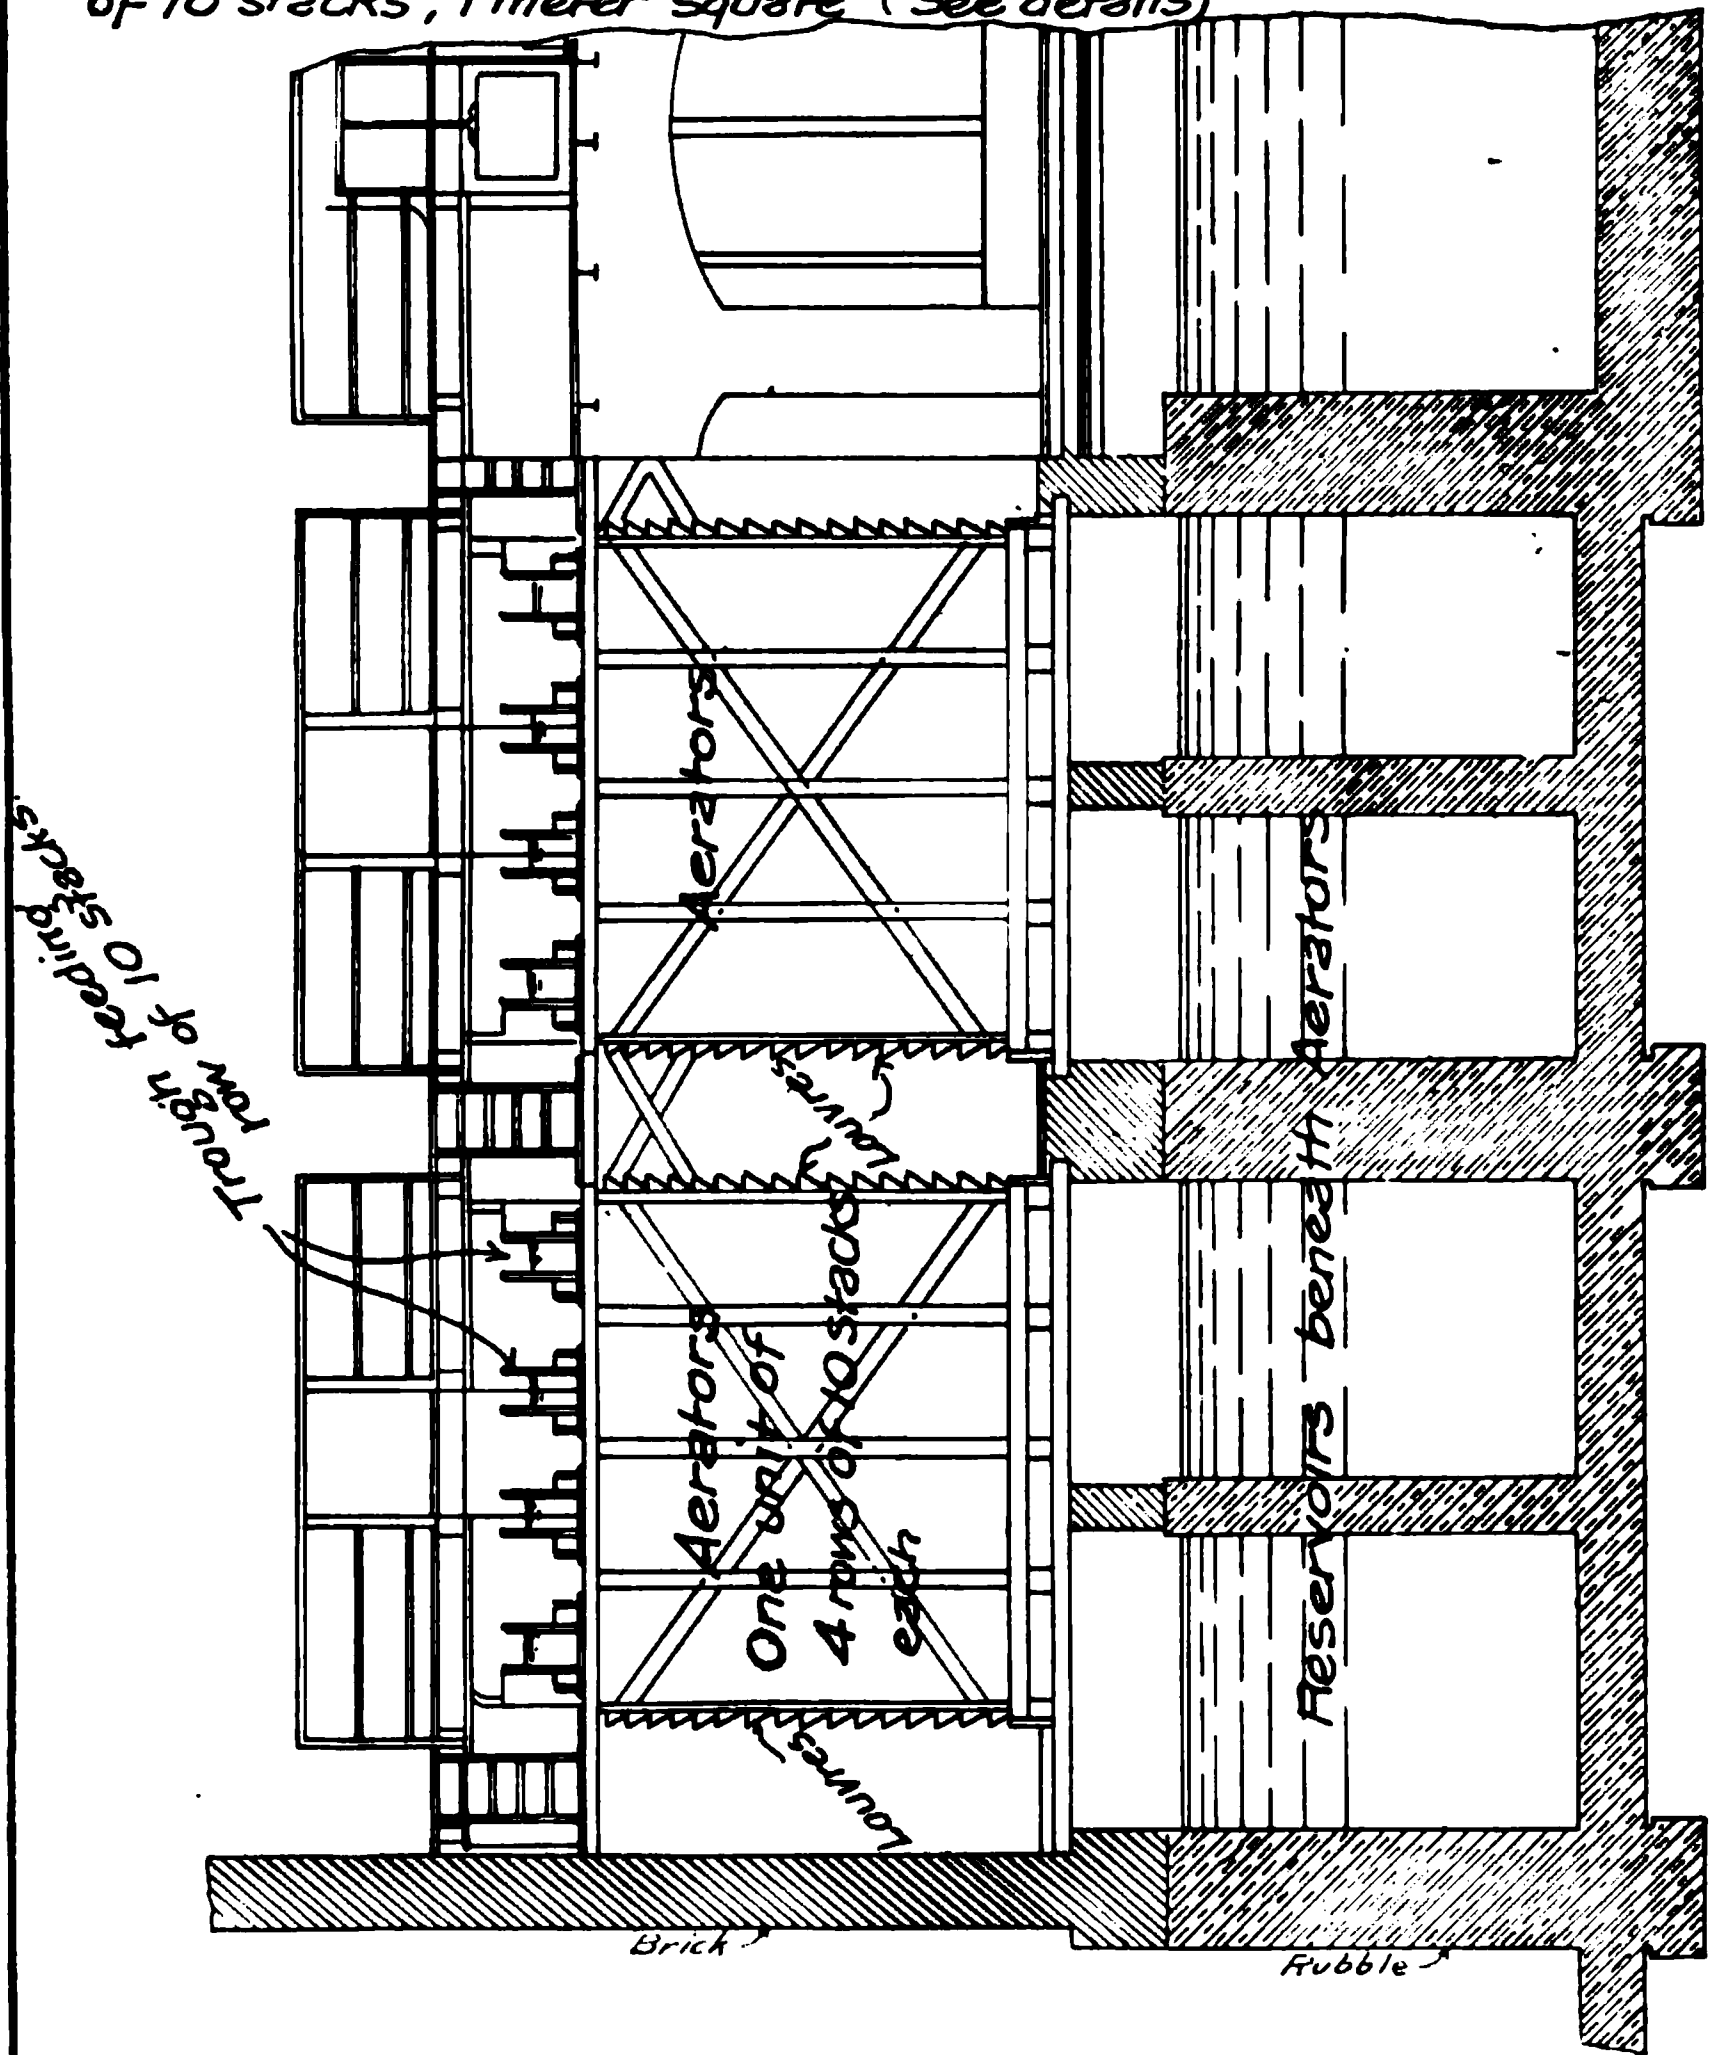 of 10 stacks, 1 meter square (See details)
Trough feeding
row of 10 stacks
Aerators
Louvres
Aerators
One unit of
4 rows of 10 stacks
each
Louvres
Reservoirs beneath Aerators
Brick
Rubble